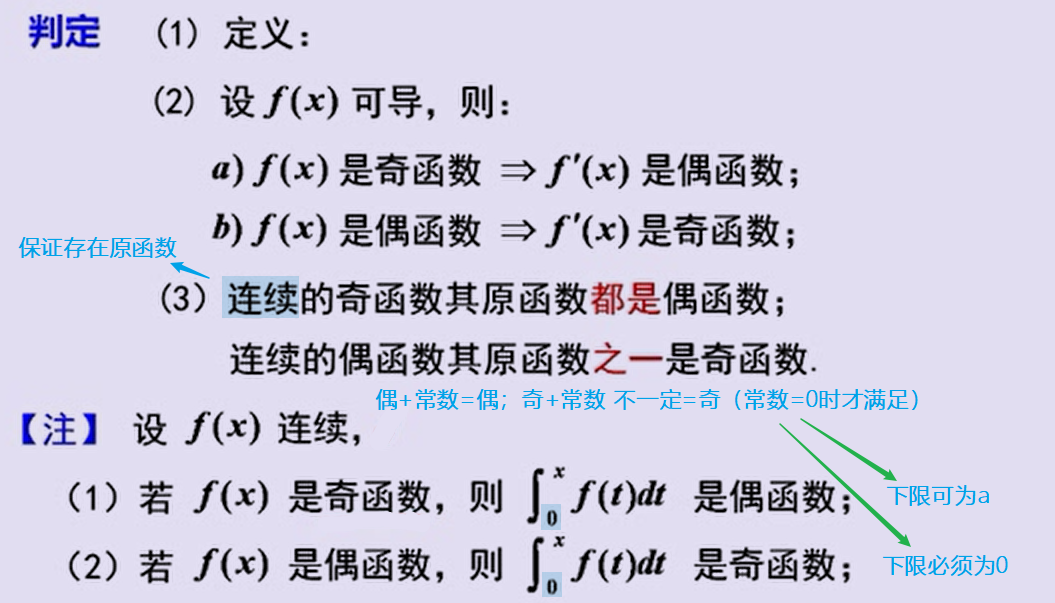 判定 (1) 定义：
(2) 设 f(x) 可导，则：
a) f(x) 是奇函数 ⇒ f′(x) 是偶函数；
b) f(x) 是偶函数 ⇒ f′(x) 是奇函数；
保证存在原函数
(3) 连续的奇函数其原函数都是偶函数；
连续的偶函数其原函数之一是奇函数.
偶+常数=偶；奇+常数 不一定=奇（常数=0时才满足）
【注】 设 f(x) 连续，
(1) 若 f(x) 是奇函数，则 ∫₀ˣ f(t)dt 是偶函数；
下限可为a
(2) 若 f(x) 是偶函数，则 ∫₀ˣ f(t)dt 是奇函数；
下限必须为0